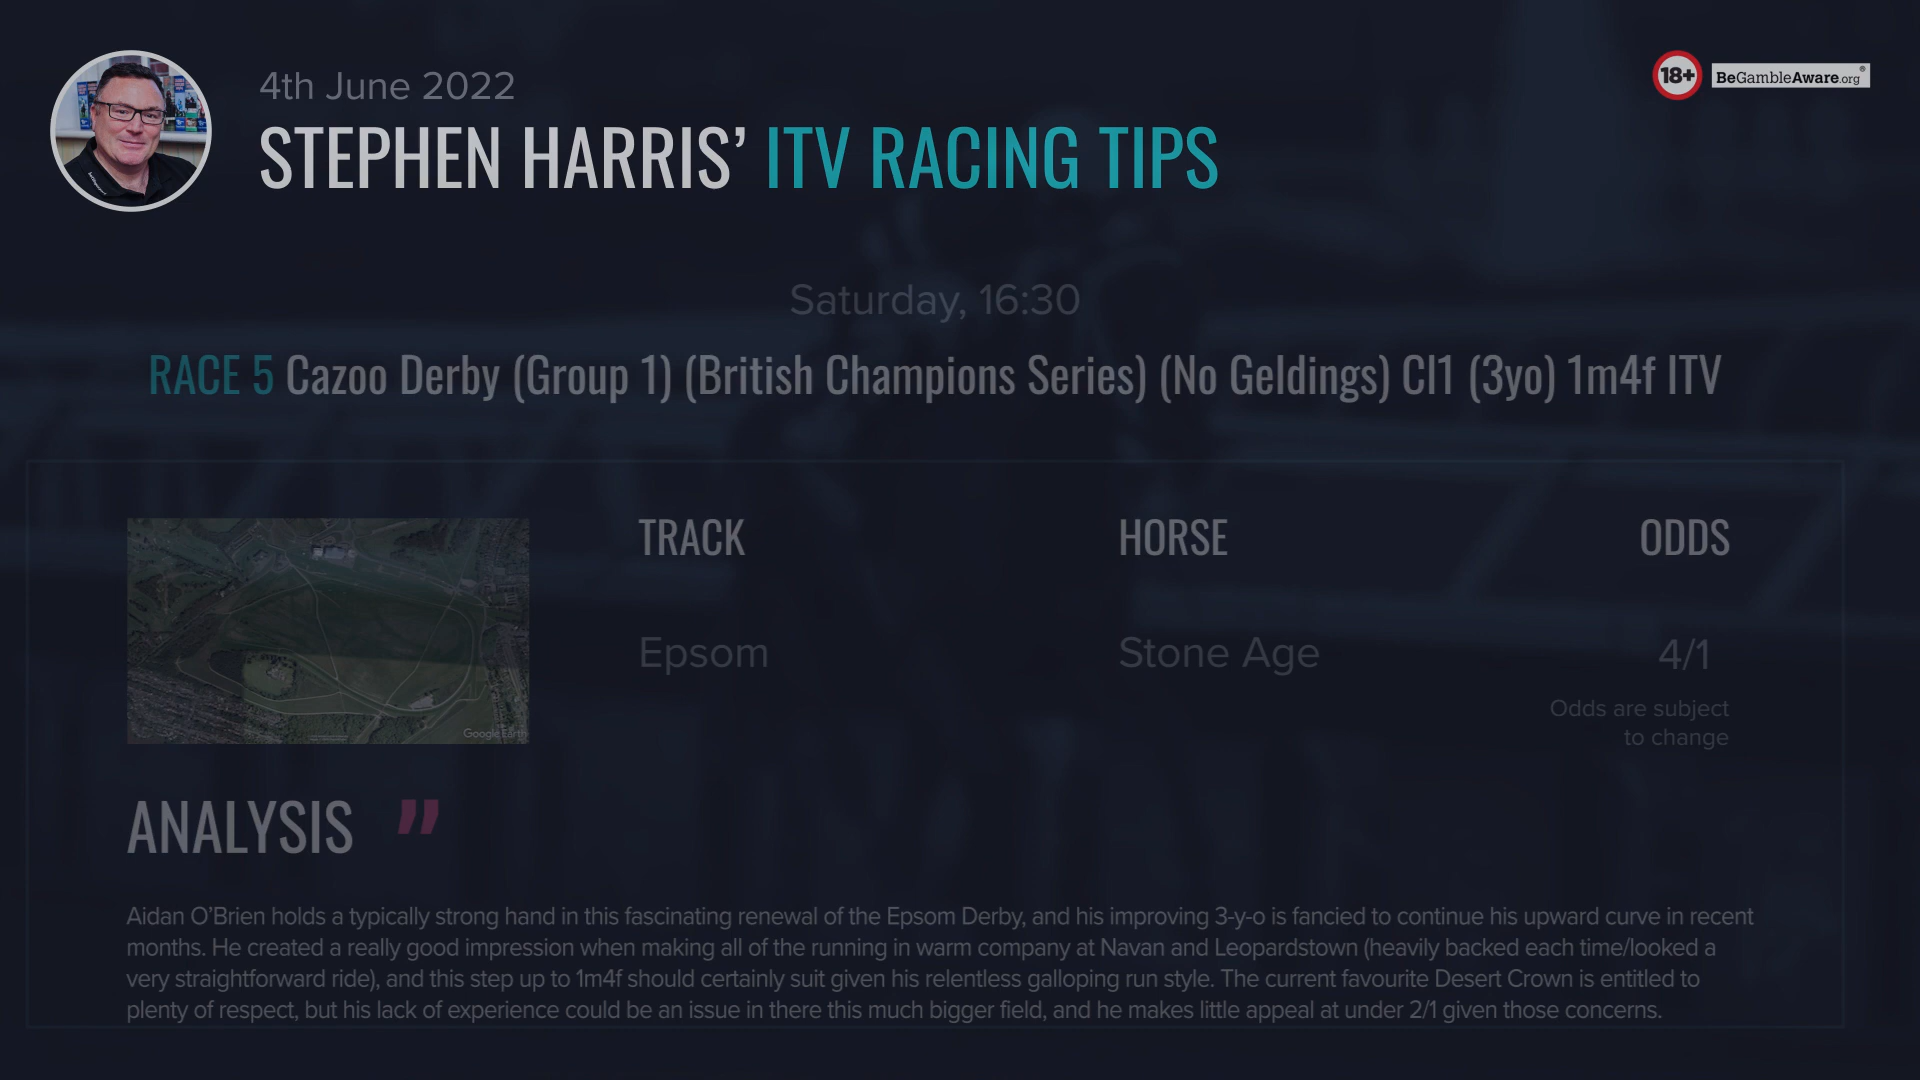 4th June 2022
STEPHEN HARRIS’ ITV RACING TIPS
18+
BeGambleAware.org®
Saturday, 16:30
RACE 5 Cazoo Derby (Group 1) (British Champions Series) (No Geldings) Cl1 (3yo) 1m4f ITV
TRACK
HORSE
ODDS
Epsom
Stone Age
4/1
Odds are subject
to change
Google Earth
ANALYSIS "
Aidan O’Brien holds a typically strong hand in this fascinating renewal of the Epsom Derby, and his improving 3-y-o is fancied to continue his upward curve in recent
months. He created a really good impression when making all of the running in warm company at Navan and Leopardstown (heavily backed each time/looked a
very straightforward ride), and this step up to 1m4f should certainly suit given his relentless galloping run style. The current favourite Desert Crown is entitled to
plenty of respect, but his lack of experience could be an issue in there this much bigger field, and he makes little appeal at under 2/1 given those concerns.